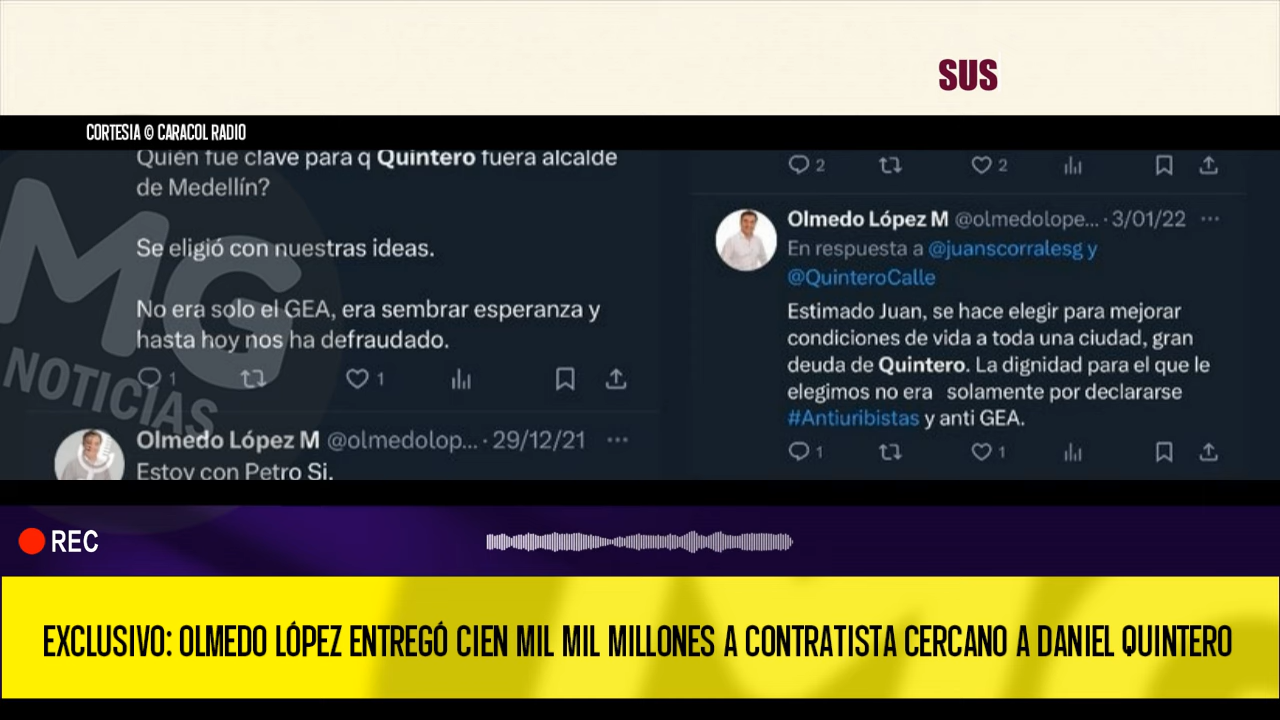 SUS
CORTESIA © CARACOL RADIO
Quién fue clave para q Quintero fuera alcalde
de Medellín?
Se eligió con nuestras ideas.
No era solo el GEA, era sembrar esperanza y
hasta hoy nos ha defraudado.
1 1
Olmedo López M @olmedolop... · 29/12/21 ···
Estoy con Petro Si.
2 2
Olmedo López M @olmedolope... · 3/01/22 ···
En respuesta a @juanscorralesg y
@QuinteroCalle
Estimado Juan, se hace elegir para mejorar
condiciones de vida a toda una ciudad, gran
deuda de Quintero. La dignidad para el que le
elegimos no era solamente por declararse
#Antiuribistas y anti GEA.
1 1
MG
NOTICIAS
REC
EXCLUSIVO: OLMEDO LÓPEZ ENTREGÓ CIEN MIL MIL MILLONES A CONTRATISTA CERCANO A DANIEL QUINTERO